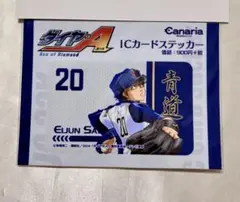 ダイヤのA
Ace of Diamond
ICカードステッカー
Canaria
価格：900円+税
20
青道
20
EIJUN SA